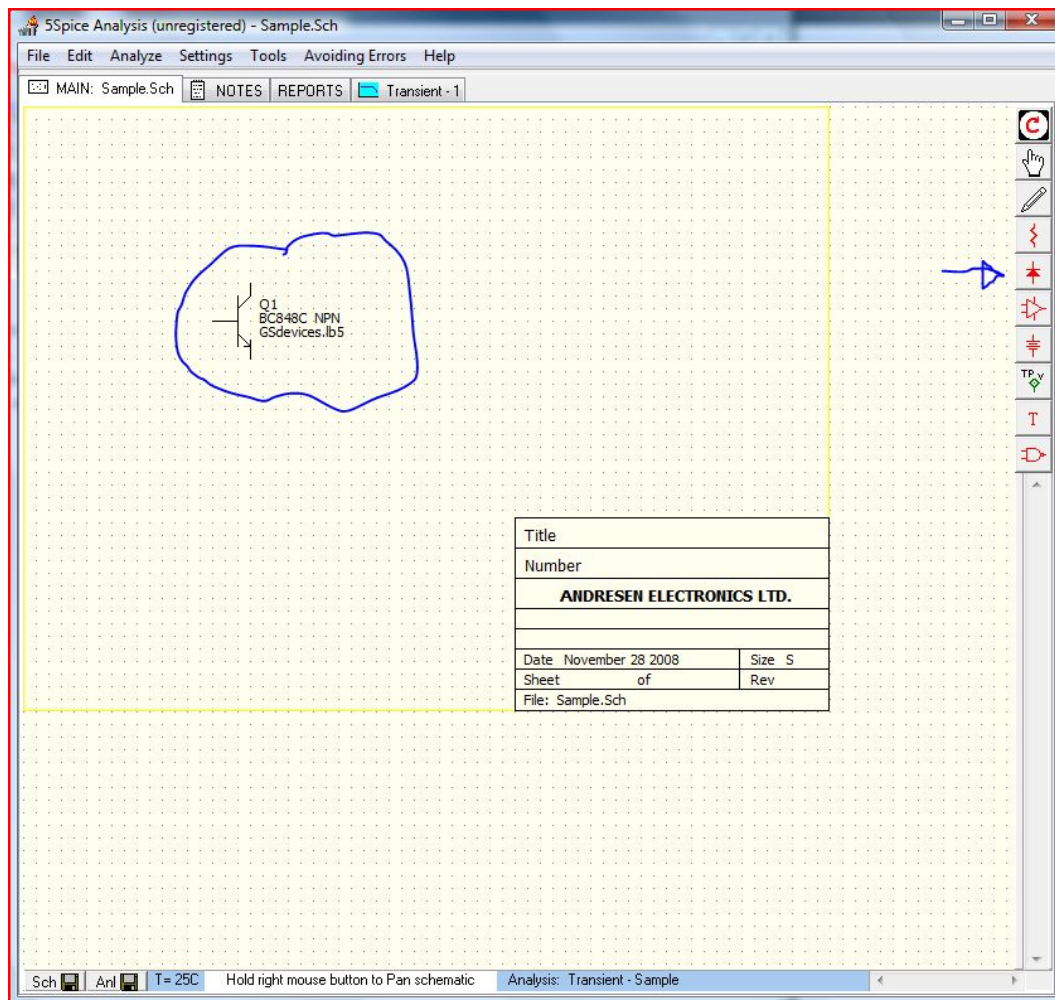 5Spice Analysis (unregistered) - Sample.Sch
File Edit Analyze Settings Tools Avoiding Errors Help
MAIN: Sample.Sch NOTES REPORTS Transient - 1
C
TP v
T
Q1
BC848C NPN
GSdevices.lb5
Title
Number
ANDRESEN ELECTRONICS LTD.
Date November 28 2008 Size S
Sheet of Rev
File: Sample.Sch
Sch Anl T= 25C Hold right mouse button to Pan schematic Analysis: Transient - Sample